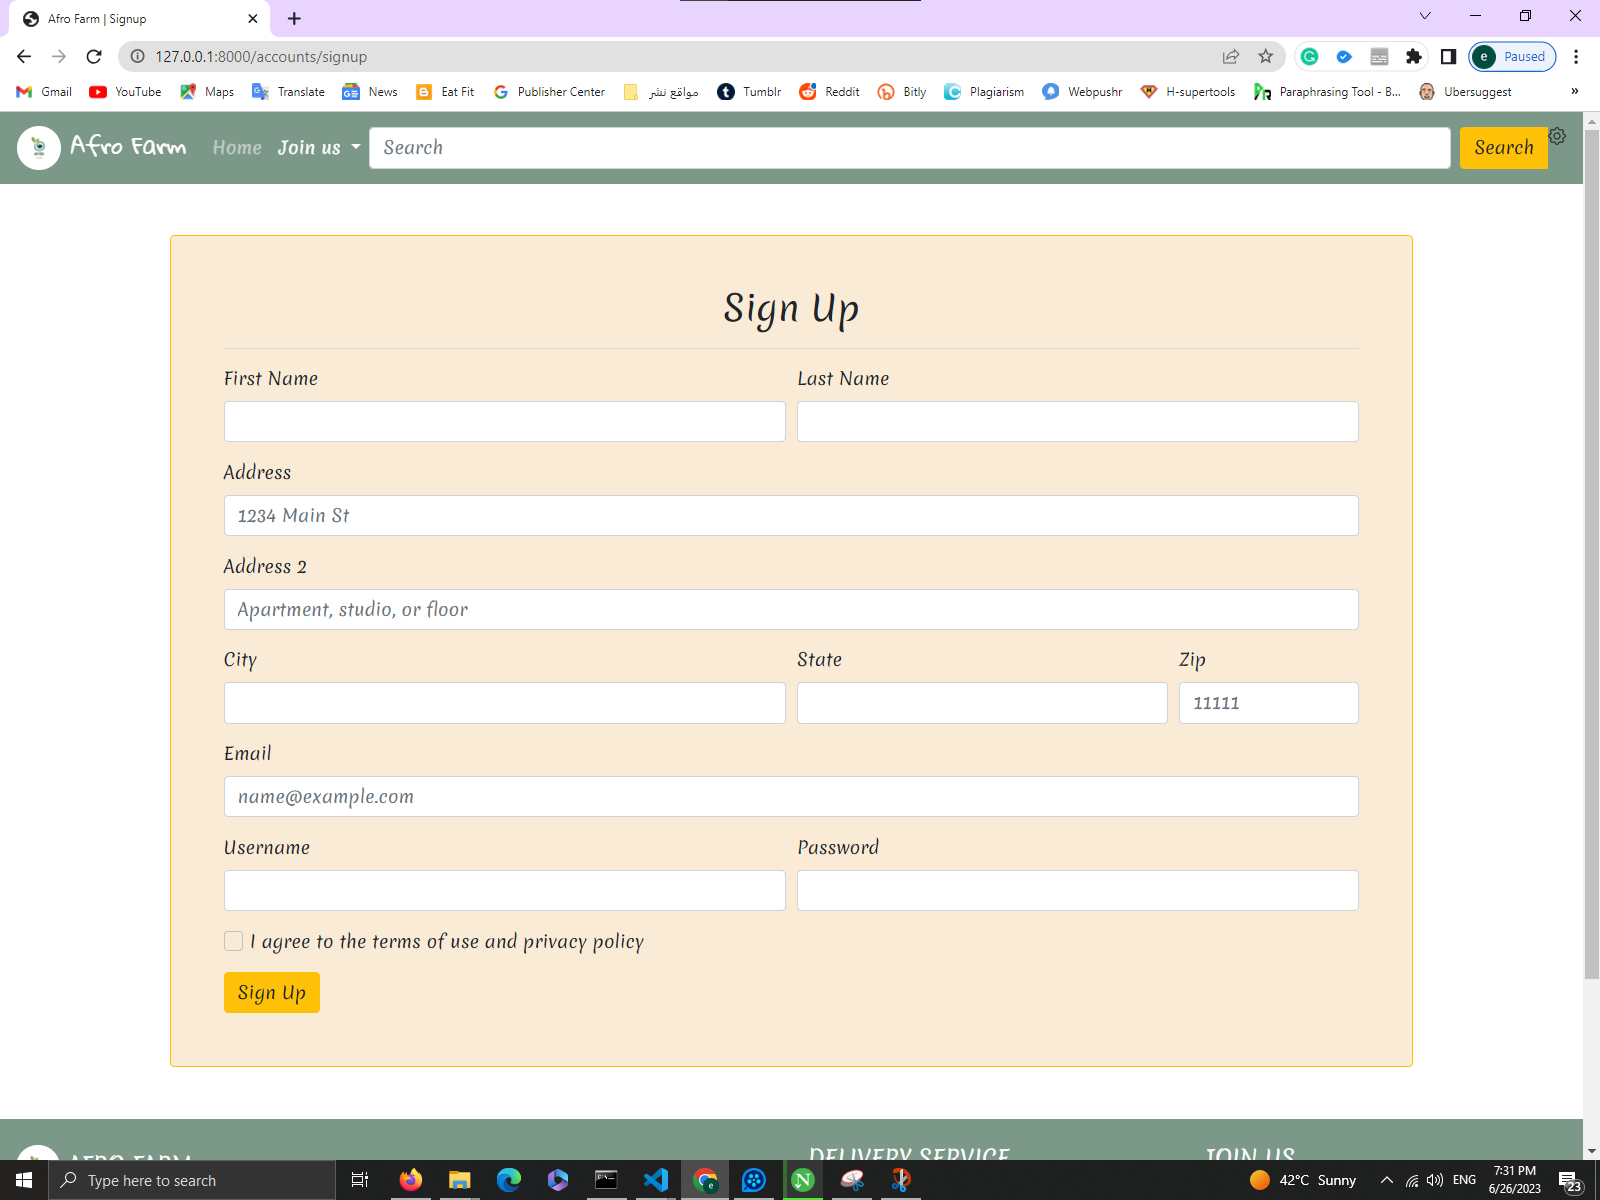 Afro Farm | Signup
127.0.0.1:8000/accounts/signup
Paused
Gmail YouTube Maps Translate News Eat Fit Publisher Center مواقع نشر Tumblr Reddit Bitly Plagiarism Webpushr H-supertools Paraphrasing Tool - B... Ubersuggest »
Afro Farm Home Join us Search Search
Sign Up
First Name Last Name
Address
1234 Main St
Address 2
Apartment, studio, or floor
City State Zip
11111
Email
name@example.com
Username Password
I agree to the terms of use and privacy policy
Sign Up
AFRO FARM DELIVERY SERVICE JOIN US
Type here to search
42°C Sunny ENG
7:31 PM
6/26/2023
23